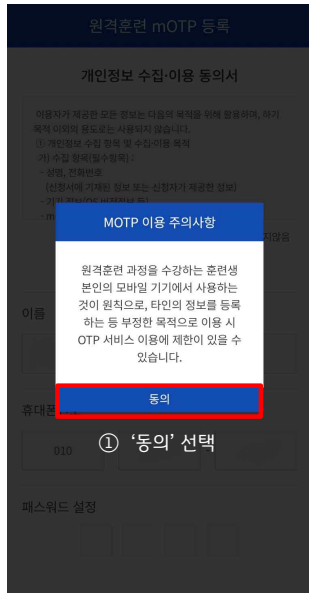 원격훈련 mOTP 등록
개인정보 수집·이용 동의서
이용자가 제공한 모든 정보는 다음의 목적을 위해 활용하며, 하기
목적 이외의 용도로는 사용되지 않습니다.
① 개인정보 수집 항목 및 수집·이용 목적
가) 수집 항목(필수항목) :
- 성명, 전화번호
(신청서에 기재된 정보 또는 신청자가 제공한 정보)
MOTP 이용 주의사항
지않음
원격훈련 과정을 수강하는 훈련생
본인의 모바일 기기에서 사용하는
것이 원칙으로, 타인의 정보를 등록
하는 등 부정한 목적으로 이용 시
OTP 서비스 이용에 제한이 있을 수
있습니다.
이름
동의
휴대폰
① ‘동의’ 선택
010
패스워드 설정